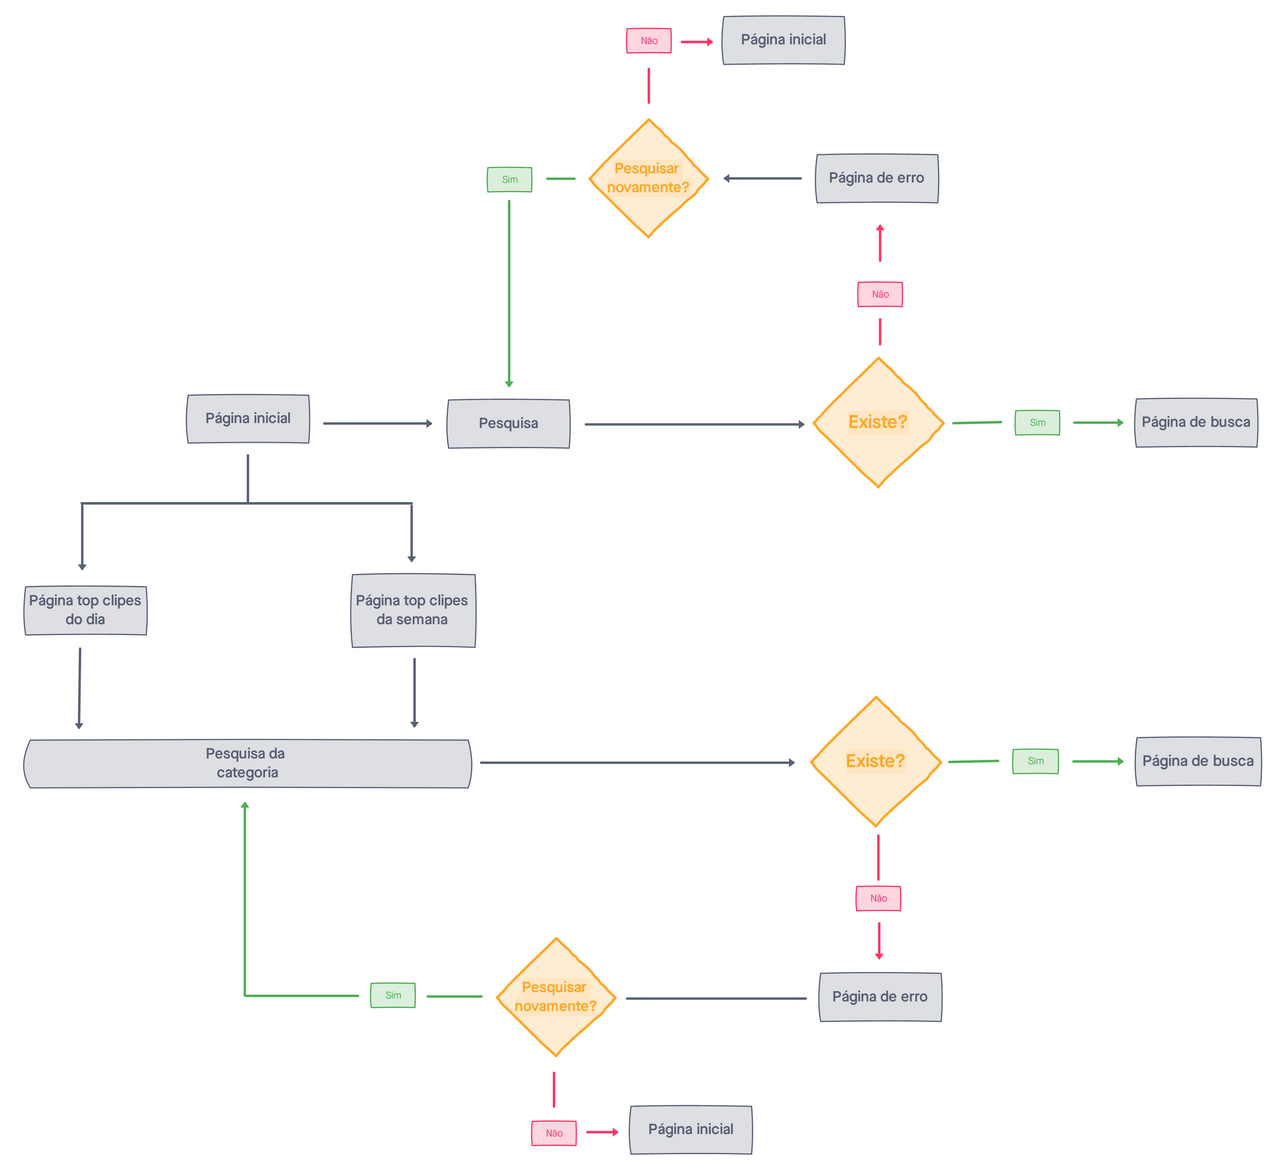 Não
Página inicial
Pesquisar
novamente?
Página de erro
Sim
Não
Página inicial
Pesquisa
Existe?
Sim
Página de busca
Página top clipes
do dia
Página top clipes
da semana
Pesquisa da
categoria
Existe?
Sim
Página de busca
Não
Pesquisar
novamente?
Sim
Página de erro
Não
Página inicial